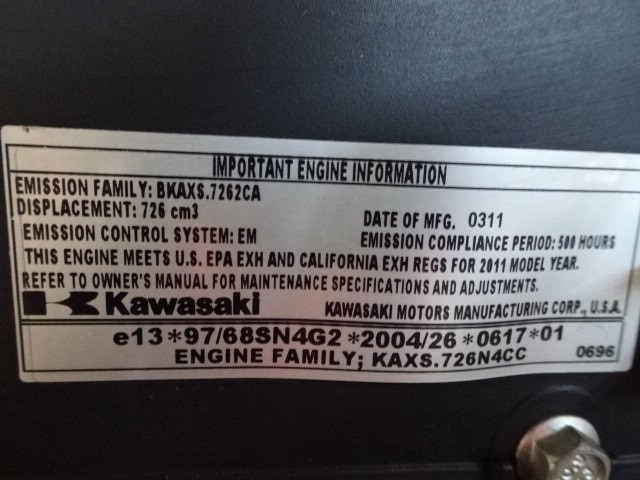 IMPORTANT ENGINE INFORMATION
EMISSION FAMILY: BKAXS.7262CA
DISPLACEMENT: 726 cm3
DATE OF MFG. 0311
EMISSION CONTROL SYSTEM: EM EMISSION COMPLIANCE PERIOD: 500 HOURS
THIS ENGINE MEETS U.S. EPA EXH AND CALIFORNIA EXH REGS FOR 2011 MODEL YEAR.
REFER TO OWNER'S MANUAL FOR MAINTENANCE SPECIFICATIONS AND ADJUSTMENTS.
Kawasaki KAWASAKI MOTORS MANUFACTURING CORP., U.S.A.
e13*97/68SN4G2*2004/26*0617*01
ENGINE FAMILY; KAXS.726N4CC 0696